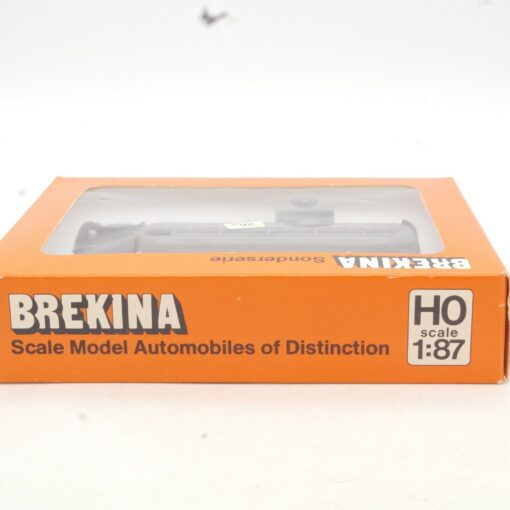 BREKINA
Sonderserie
BREKINA
Scale Model Automobiles of Distinction
HO
scale
1:87